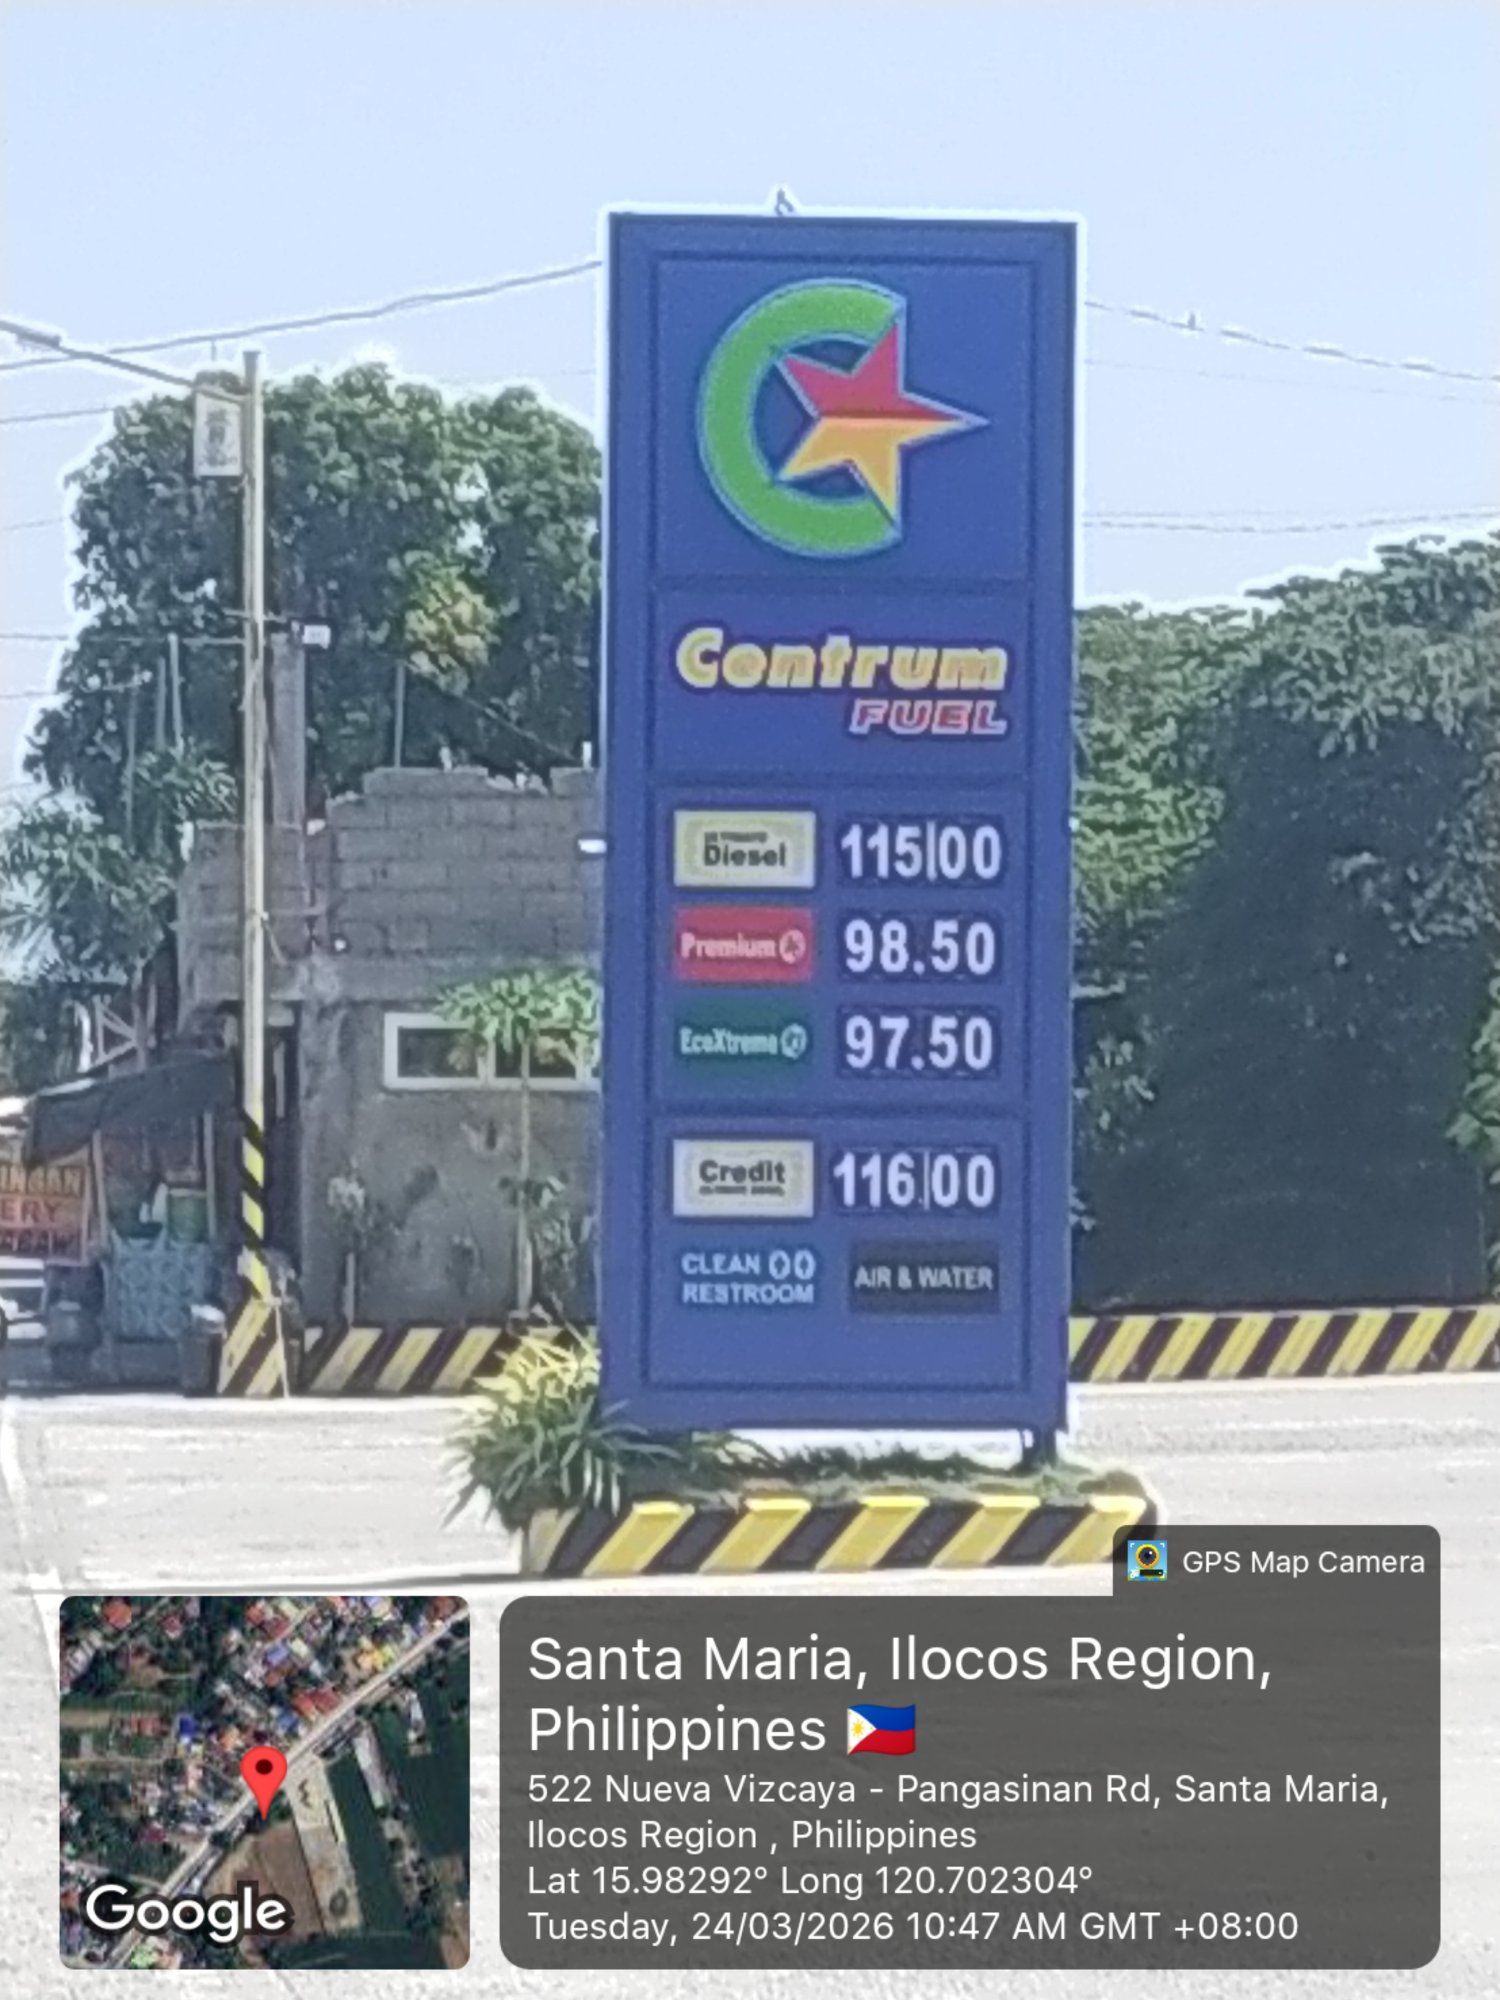 Centrum
FUEL
Diesel 115|00
Premium 98.50
EcoXtreme 97.50
Credit 116|00
CLEAN
RESTROOM
AIR & WATER
INGAN
ERY
GPS Map Camera
Santa Maria, Ilocos Region,
Philippines 🇵🇭
522 Nueva Vizcaya - Pangasinan Rd, Santa Maria,
Ilocos Region , Philippines
Lat 15.98292° Long 120.702304°
Tuesday, 24/03/2026 10:47 AM GMT +08:00
Google